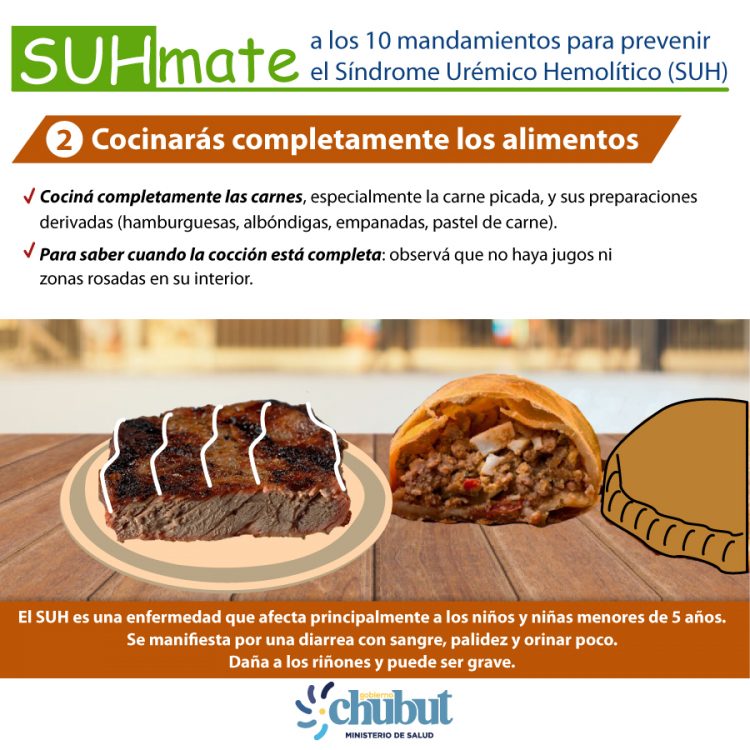 SUHmate
a los 10 mandamientos para prevenir
el Síndrome Urémico Hemolítico (SUH)
2 Cocinarás completamente los alimentos
✓ Cociná completamente las carnes, especialmente la carne picada, y sus preparaciones
derivadas (hamburguesas, albóndigas, empanadas, pastel de carne).
✓ Para saber cuando la cocción está completa: observá que no haya jugos ni
zonas rosadas en su interior.
El SUH es una enfermedad que afecta principalmente a los niños y niñas menores de 5 años.
Se manifiesta por una diarrea con sangre, palidez y orinar poco.
Daña a los riñones y puede ser grave.
gobierno
chubut
MINISTERIO DE SALUD